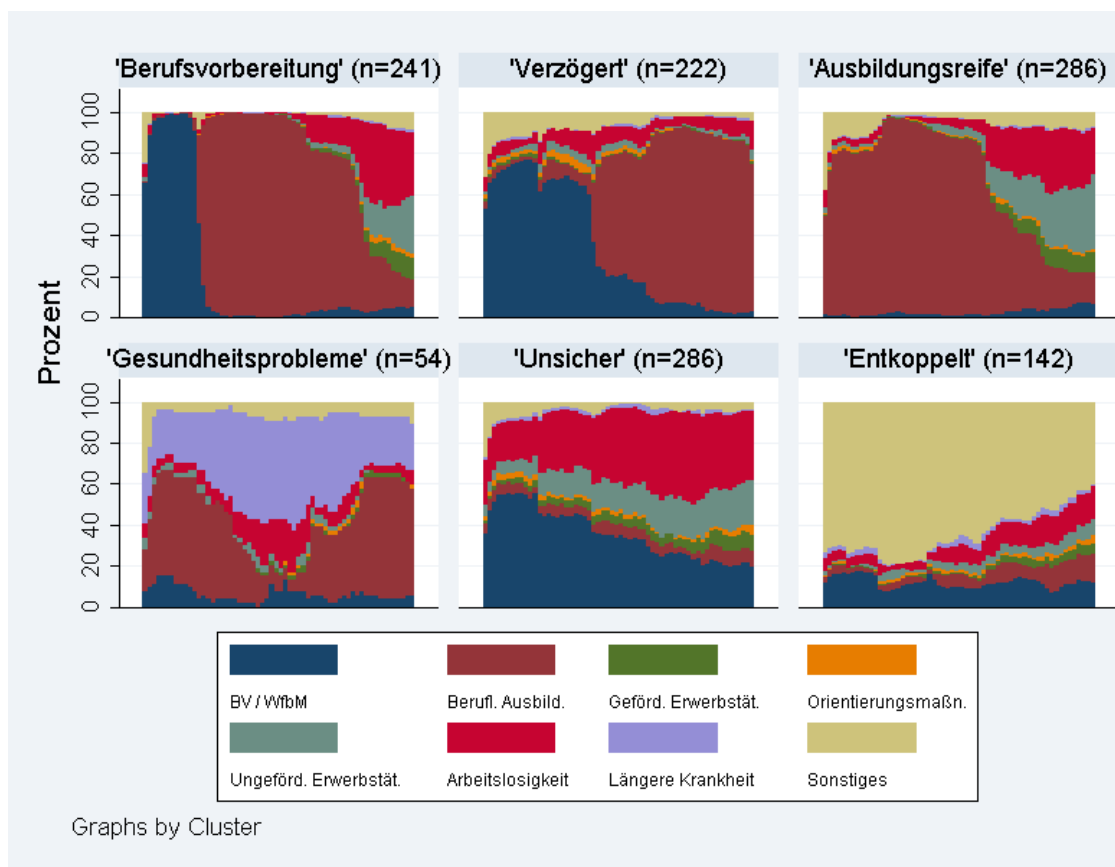 'Berufsvorbereitung' (n=241)
'Verzögert' (n=222)
'Ausbildungsreife' (n=286)
100
80
60
40
20
0
'Gesundheitsprobleme' (n=54)
'Unsicher' (n=286)
'Entkoppelt' (n=142)
100
80
60
40
20
0
Prozent
BV / WfbM
Berufl. Ausbild.
Geförd. Erwerbstät.
Orientierungsmaßn.
Ungeförd. Erwerbstät.
Arbeitslosigkeit
Längere Krankheit
Sonstiges
Graphs by Cluster